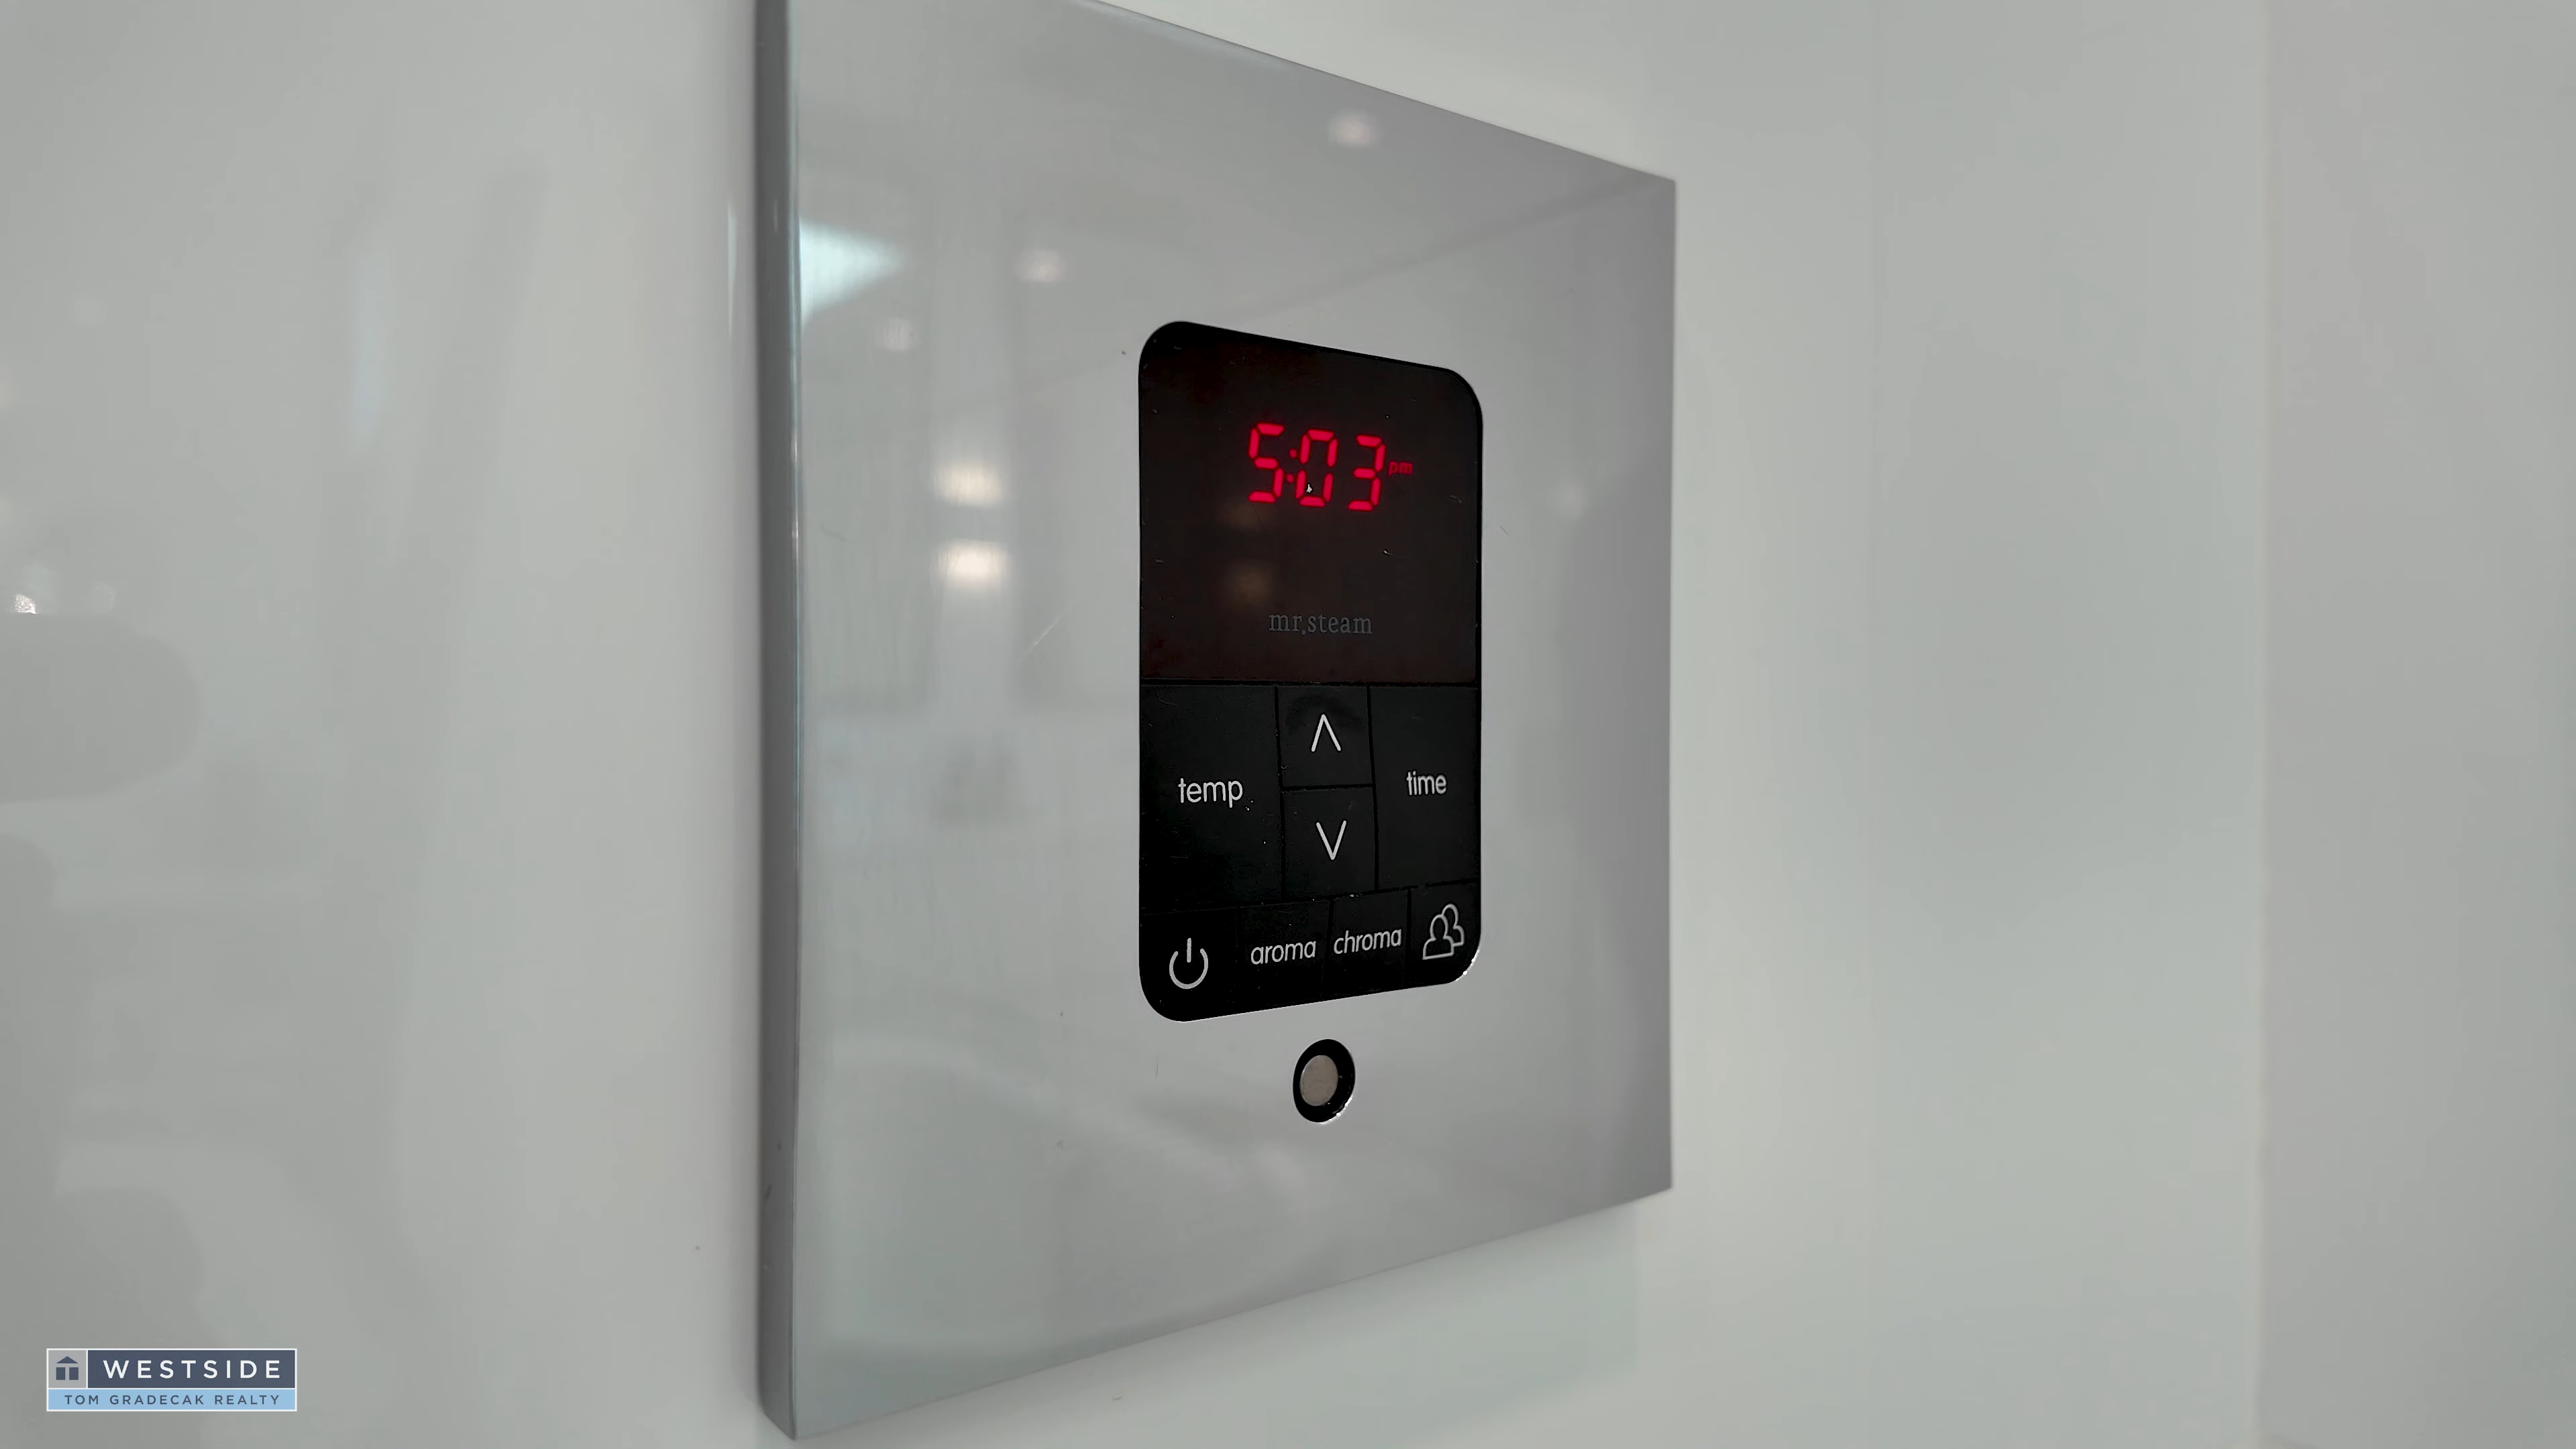 5:03 pm
mr.steam
temp
time
aroma chroma
WESTSIDE
TOM GRADECAK REALTY